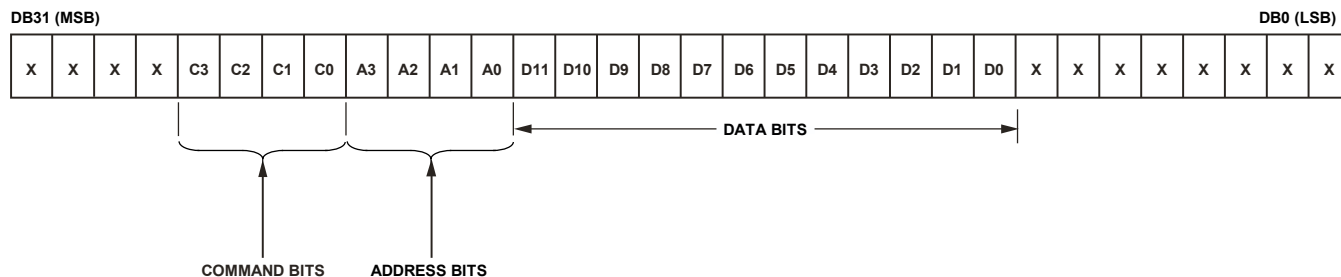 DB31 (MSB) DB0 (LSB)
X X X X C3 C2 C1 C0 A3 A2 A1 A0 D11 D10 D9 D8 D7 D6 D5 D4 D3 D2 D1 D0 X X X X X X X X
DATA BITS
COMMAND BITS ADDRESS BITS